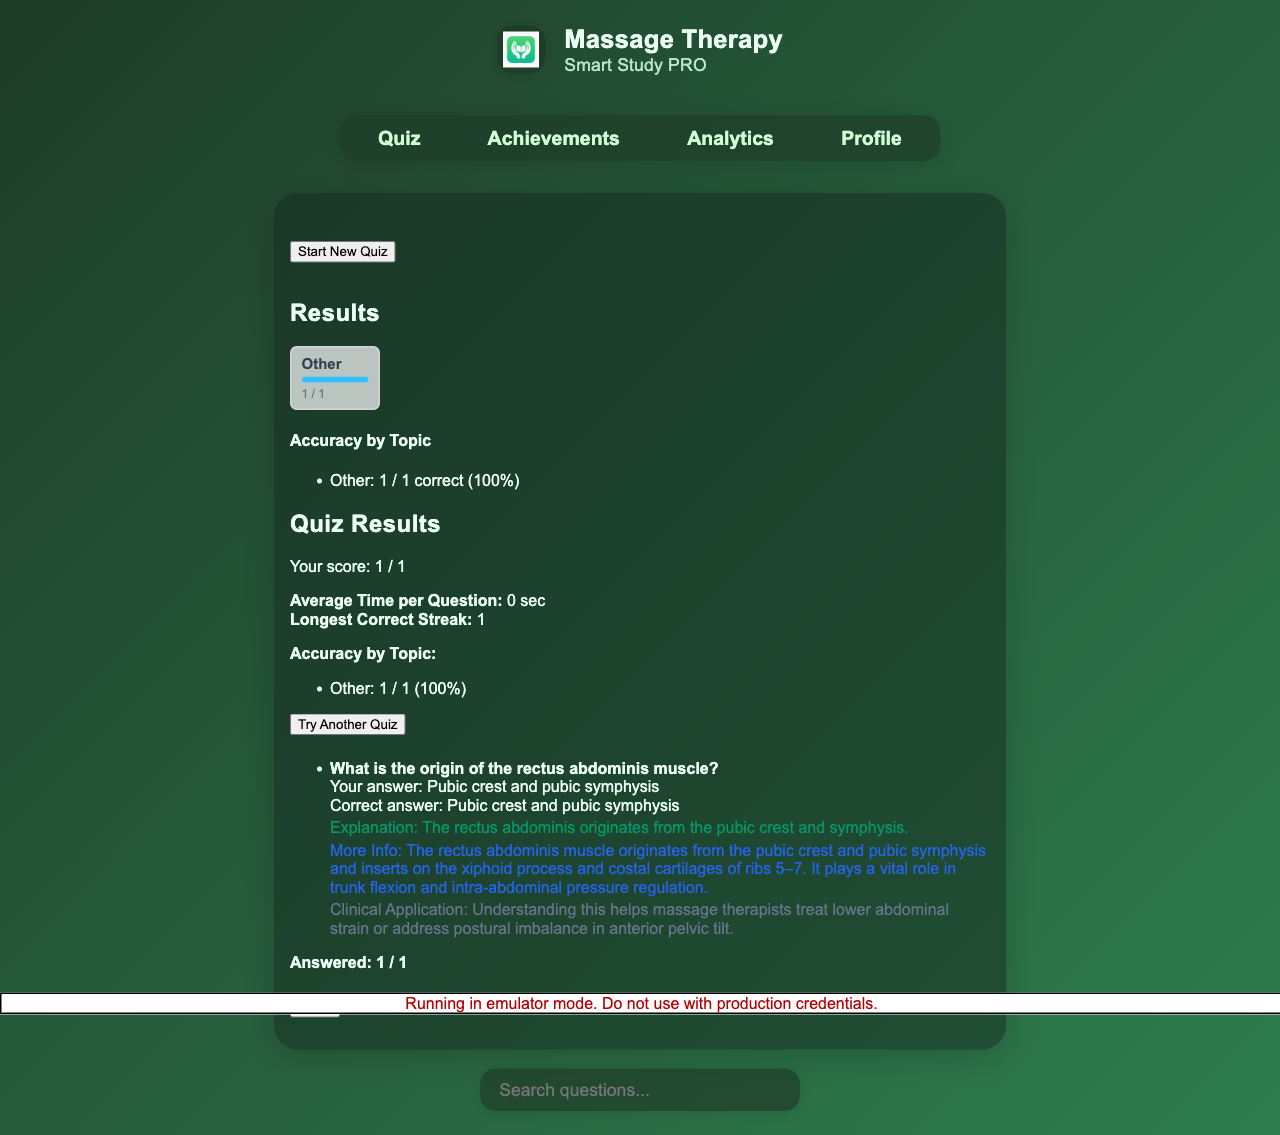 Massage Therapy
Smart Study PRO
Quiz
Achievements
Analytics
Profile
Start New Quiz
Results
Other
1 / 1
Accuracy by Topic
• Other: 1 / 1 correct (100%)
Quiz Results
Your score: 1 / 1
Average Time per Question: 0 sec
Longest Correct Streak: 1
Accuracy by Topic:
• Other: 1 / 1 (100%)
Try Another Quiz
• What is the origin of the rectus abdominis muscle?
Your answer: Pubic crest and pubic symphysis
Correct answer: Pubic crest and pubic symphysis
Explanation: The rectus abdominis originates from the pubic crest and symphysis.
More Info: The rectus abdominis muscle originates from the pubic crest and pubic symphysis
and inserts on the xiphoid process and costal cartilages of ribs 5–7. It plays a vital role in
trunk flexion and intra-abdominal pressure regulation.
Clinical Application: Understanding this helps massage therapists treat lower abdominal
strain or address postural imbalance in anterior pelvic tilt.
Answered: 1 / 1
Running in emulator mode. Do not use with production credentials.
Search questions...